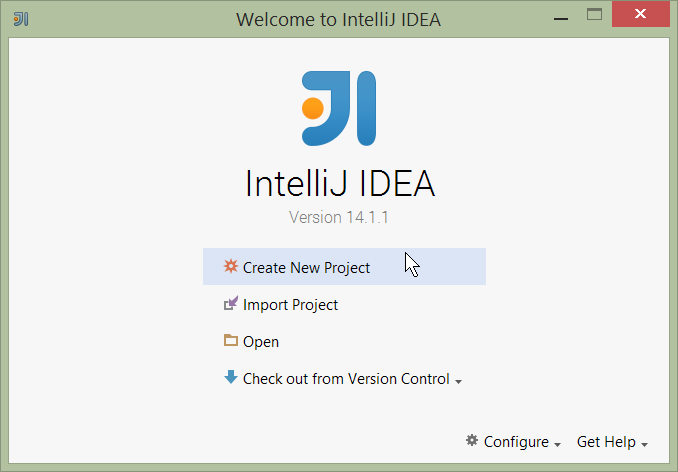 Welcome to IntelliJ IDEA
IntelliJ IDEA
Version 14.1.1
Create New Project
Import Project
Open
Check out from Version Control
Configure Get Help